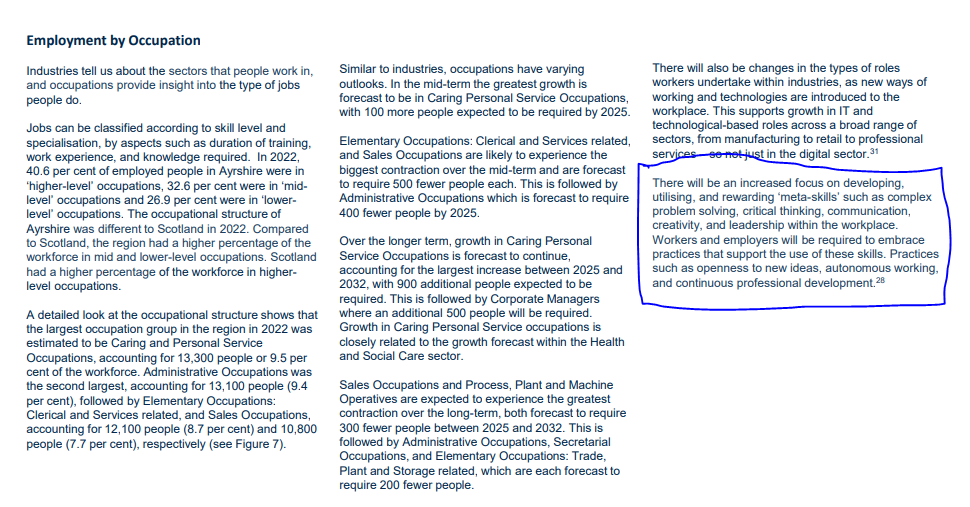 Employment by Occupation
Industries tell us about the sectors that people work in,
and occupations provide insight into the type of jobs
people do.
Jobs can be classified according to skill level and
specialisation, by aspects such as duration of training,
work experience, and knowledge required.  In 2022,
40.6 per cent of employed people in Ayrshire were in
‘higher-level’ occupations, 32.6 per cent were in ‘mid-
level’ occupations and 26.9 per cent were in ‘lower-
level’ occupations. The occupational structure of
Ayrshire was different to Scotland in 2022. Compared
to Scotland, the region had a higher percentage of the
workforce in mid and lower-level occupations. Scotland
had a higher percentage of the workforce in higher-
level occupations.
A detailed look at the occupational structure shows that
the largest occupation group in the region in 2022 was
estimated to be Caring and Personal Service
Occupations, accounting for 13,300 people or 9.5 per
cent of the workforce. Administrative Occupations was
the second largest, accounting for 13,100 people (9.4
per cent), followed by Elementary Occupations:
Clerical and Services related, and Sales Occupations,
accounting for 12,100 people (8.7 per cent) and 10,800
people (7.7 per cent), respectively (see Figure 7).
Similar to industries, occupations have varying
outlooks. In the mid-term the greatest growth is
forecast to be in Caring Personal Service Occupations,
with 100 more people expected to be required by 2025.
Elementary Occupations: Clerical and Services related,
and Sales Occupations are likely to experience the
biggest contraction over the mid-term and are forecast
to require 500 fewer people each. This is followed by
Administrative Occupations which is forecast to require
400 fewer people by 2025.
Over the longer term, growth in Caring Personal
Service Occupations is forecast to continue,
accounting for the largest increase between 2025 and
2032, with 900 additional people expected to be
required. This is followed by Corporate Managers
where an additional 500 people will be required.
Growth in Caring Personal Service occupations is
closely related to the growth forecast within the Health
and Social Care sector.
Sales Occupations and Process, Plant and Machine
Operatives are expected to experience the greatest
contraction over the long-term, both forecast to require
300 fewer people between 2025 and 2032. This is
followed by Administrative Occupations, Secretarial
Occupations, and Elementary Occupations: Trade,
Plant and Storage related, which are each forecast to
require 200 fewer people.
There will also be changes in the types of roles
workers undertake within industries, as new ways of
working and technologies are introduced to the
workplace. This supports growth in IT and
technological-based roles across a broad range of
sectors, from manufacturing to retail to professional
services – so not just in the digital sector.³¹
There will be an increased focus on developing,
utilising, and rewarding ‘meta-skills’ such as complex
problem solving, critical thinking, communication,
creativity, and leadership within the workplace.
Workers and employers will be required to embrace
practices that support the use of these skills. Practices
such as openness to new ideas, autonomous working,
and continuous professional development.²⁸